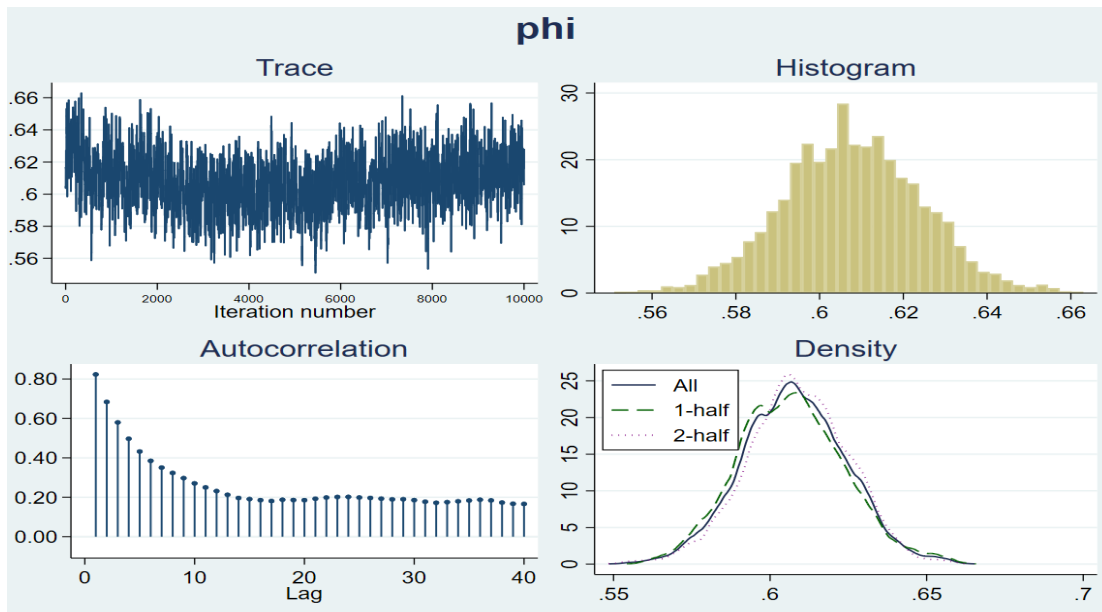 phi
Trace
.66
.64
.62
.6
.58
.56
0 2000 4000 6000 8000 10000
Iteration number
Histogram
30
20
10
0
.56 .58 .6 .62 .64 .66
Autocorrelation
0.80
0.60
0.40
0.20
0.00
0 10 20 30 40
Lag
Density
25
20
15
10
5
0
All
1-half
2-half
.55 .6 .65 .7